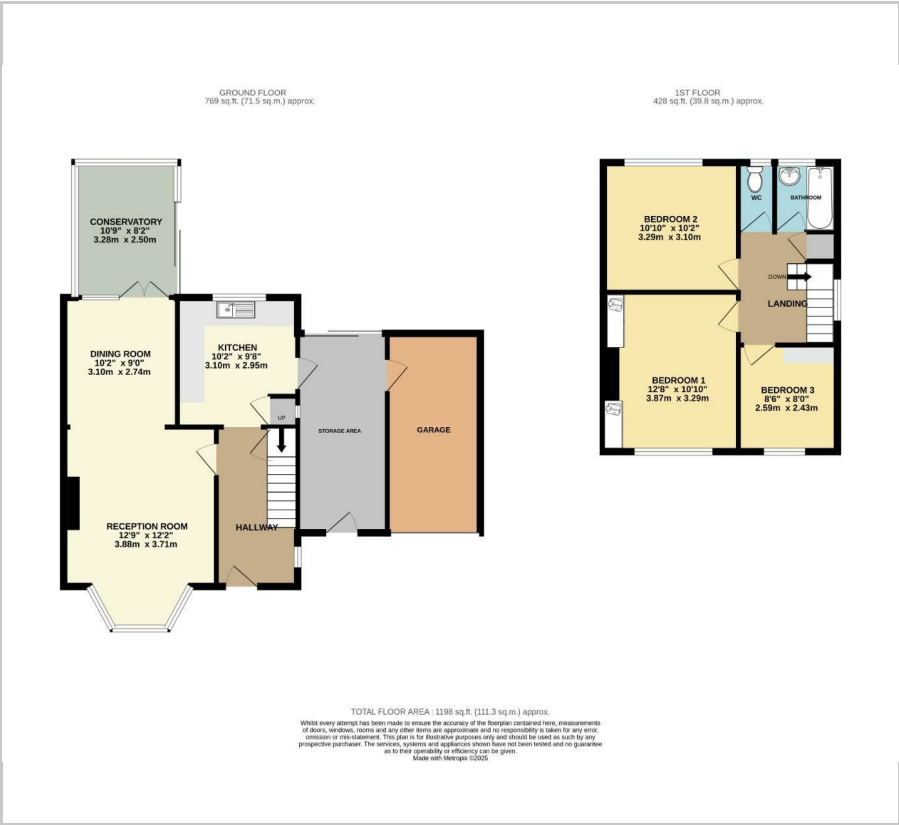 GROUND FLOOR
769 sq.ft. (71.5 sq.m.) approx.
CONSERVATORY
10'9" x 8'2"
3.28m x 2.50m
DINING ROOM
10'2" x 9'0"
3.10m x 2.74m
KITCHEN
10'2" x 9'8"
3.10m x 2.95m
UP
STORAGE AREA
GARAGE
RECEPTION ROOM
12'9" x 12'2"
3.88m x 3.71m
HALLWAY
1ST FLOOR
428 sq.ft. (39.8 sq.m.) approx.
BEDROOM 2
10'10" x 10'2"
3.29m x 3.10m
WC
BATHROOM
DOWN
LANDING
BEDROOM 1
12'8" x 10'10"
3.87m x 3.29m
BEDROOM 3
8'6" x 8'0"
2.59m x 2.43m
TOTAL FLOOR AREA : 1198 sq.ft. (111.3 sq.m.) approx.
Whilst every attempt has been made to ensure the accuracy of the floorplan contained here, measurements
of doors, windows, rooms and any other items are approximate and no responsibility is taken for any error,
omission or mis-statement. This plan is for illustrative purposes only and should be used as such by any
prospective purchaser. The services, systems and appliances shown have not been tested and no guarantee
as to their operability or efficiency can be given.
Made with Metropix ©2025